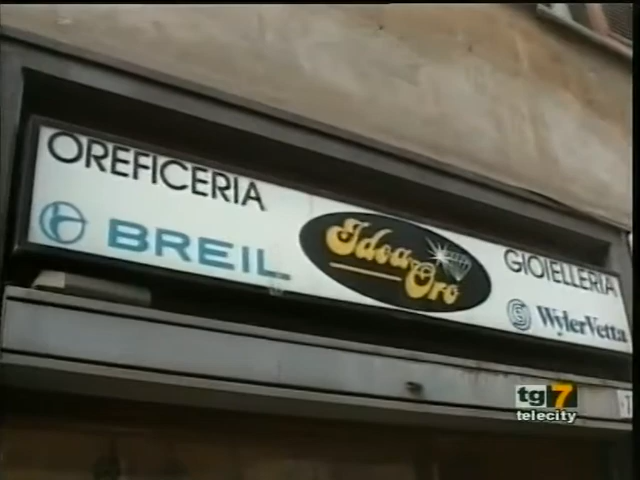 OREFICERIA
BREIL
Idea Oro
GIOIELLERIA
WylerVetta
tg7
telecity